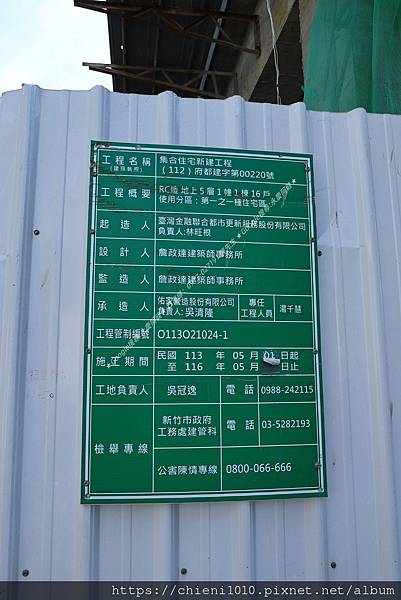 工程名稱
(建築執照)
集合住宅新建工程
（112）府都建字第00220號
工程概要
RC造 地上5層1幢1棟16戶
使用分區：第一之一種住宅區
起造人
臺灣金融聯合都市更新服務股份有限公司
負責人:林旺根
設計人
詹政達建築師事務所
監造人
詹政達建築師事務所
承造人
佑家營造股份有限公司
負責人:吳清隆
專任
工程人員
湯千慧
工程管制編號
O113O21024-1
施工期間
民國 113 年 05 月 01 日起
至 116 年 05 月 日止
工地負責人
吳冠逸
電話
0988-242115
檢舉專線
新竹市政府
工務處建管科
電話
03-5282193
公害陳情專線
0800-066-666
https://chieni1010.pixnet.net/album